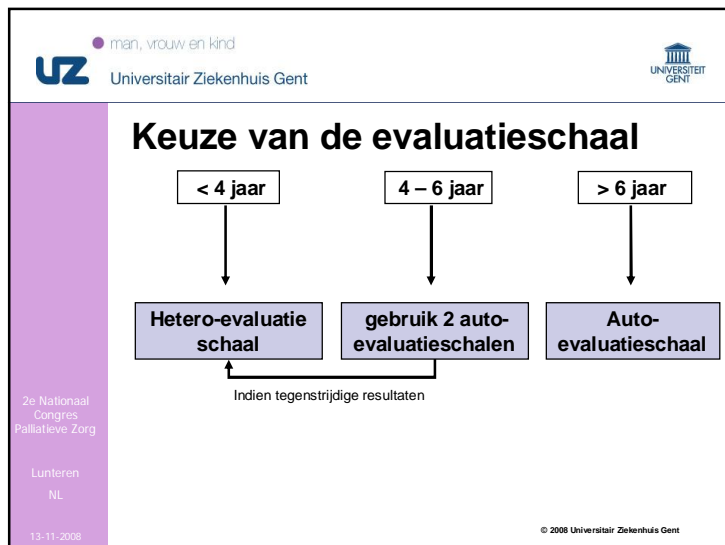 man, vrouw en kind
UZ
Universitair Ziekenhuis Gent
UNIVERSITEIT
GENT
Keuze van de evaluatieschaal
< 4 jaar
4 – 6 jaar
> 6 jaar
Hetero-evaluatie
schaal
gebruik 2 auto-
evaluatieschalen
Auto-
evaluatieschaal
Indien tegenstrijdige resultaten
2e Nationaal
Congres
Palliatieve Zorg
Lunteren
NL
13-11-2008
© 2008 Universitair Ziekenhuis Gent